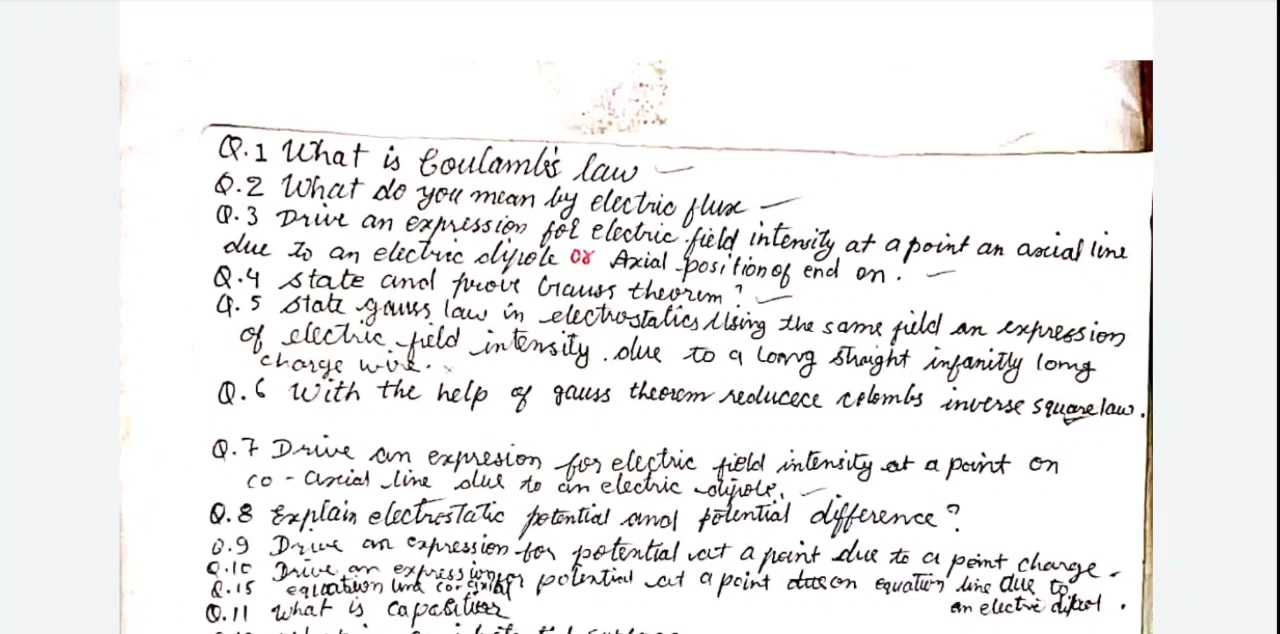 Q.1 What is Coulamb's law
Q.2 What do you mean by electric flux
Q.3 Drive an expression for electric field intensity at a point an axial line
due to an electric dipole or Axial position of end on.
Q.4 State and prove Gauss theorem?
Q.5 State gauss law in electrostatics Using the same field an expression
of electric field intensity. due to a loong straight infanitly long
charge wire.
Q.6 With the help of gauss theorem reducece colombs inverse square law.
Q.7 Drive an expresion for electric field intensity at a point on
co-axial line due to an electric dipole.
Q.8 Explain electrostatic potential and potential difference?
Q.9 Drive an expression for potential at a point due to a point charge.
Q.10 Drive an expression for potential at a point on equation line due to
Q.15 equation line co-axial
an electric dipol.
Q.11 What is capacitior